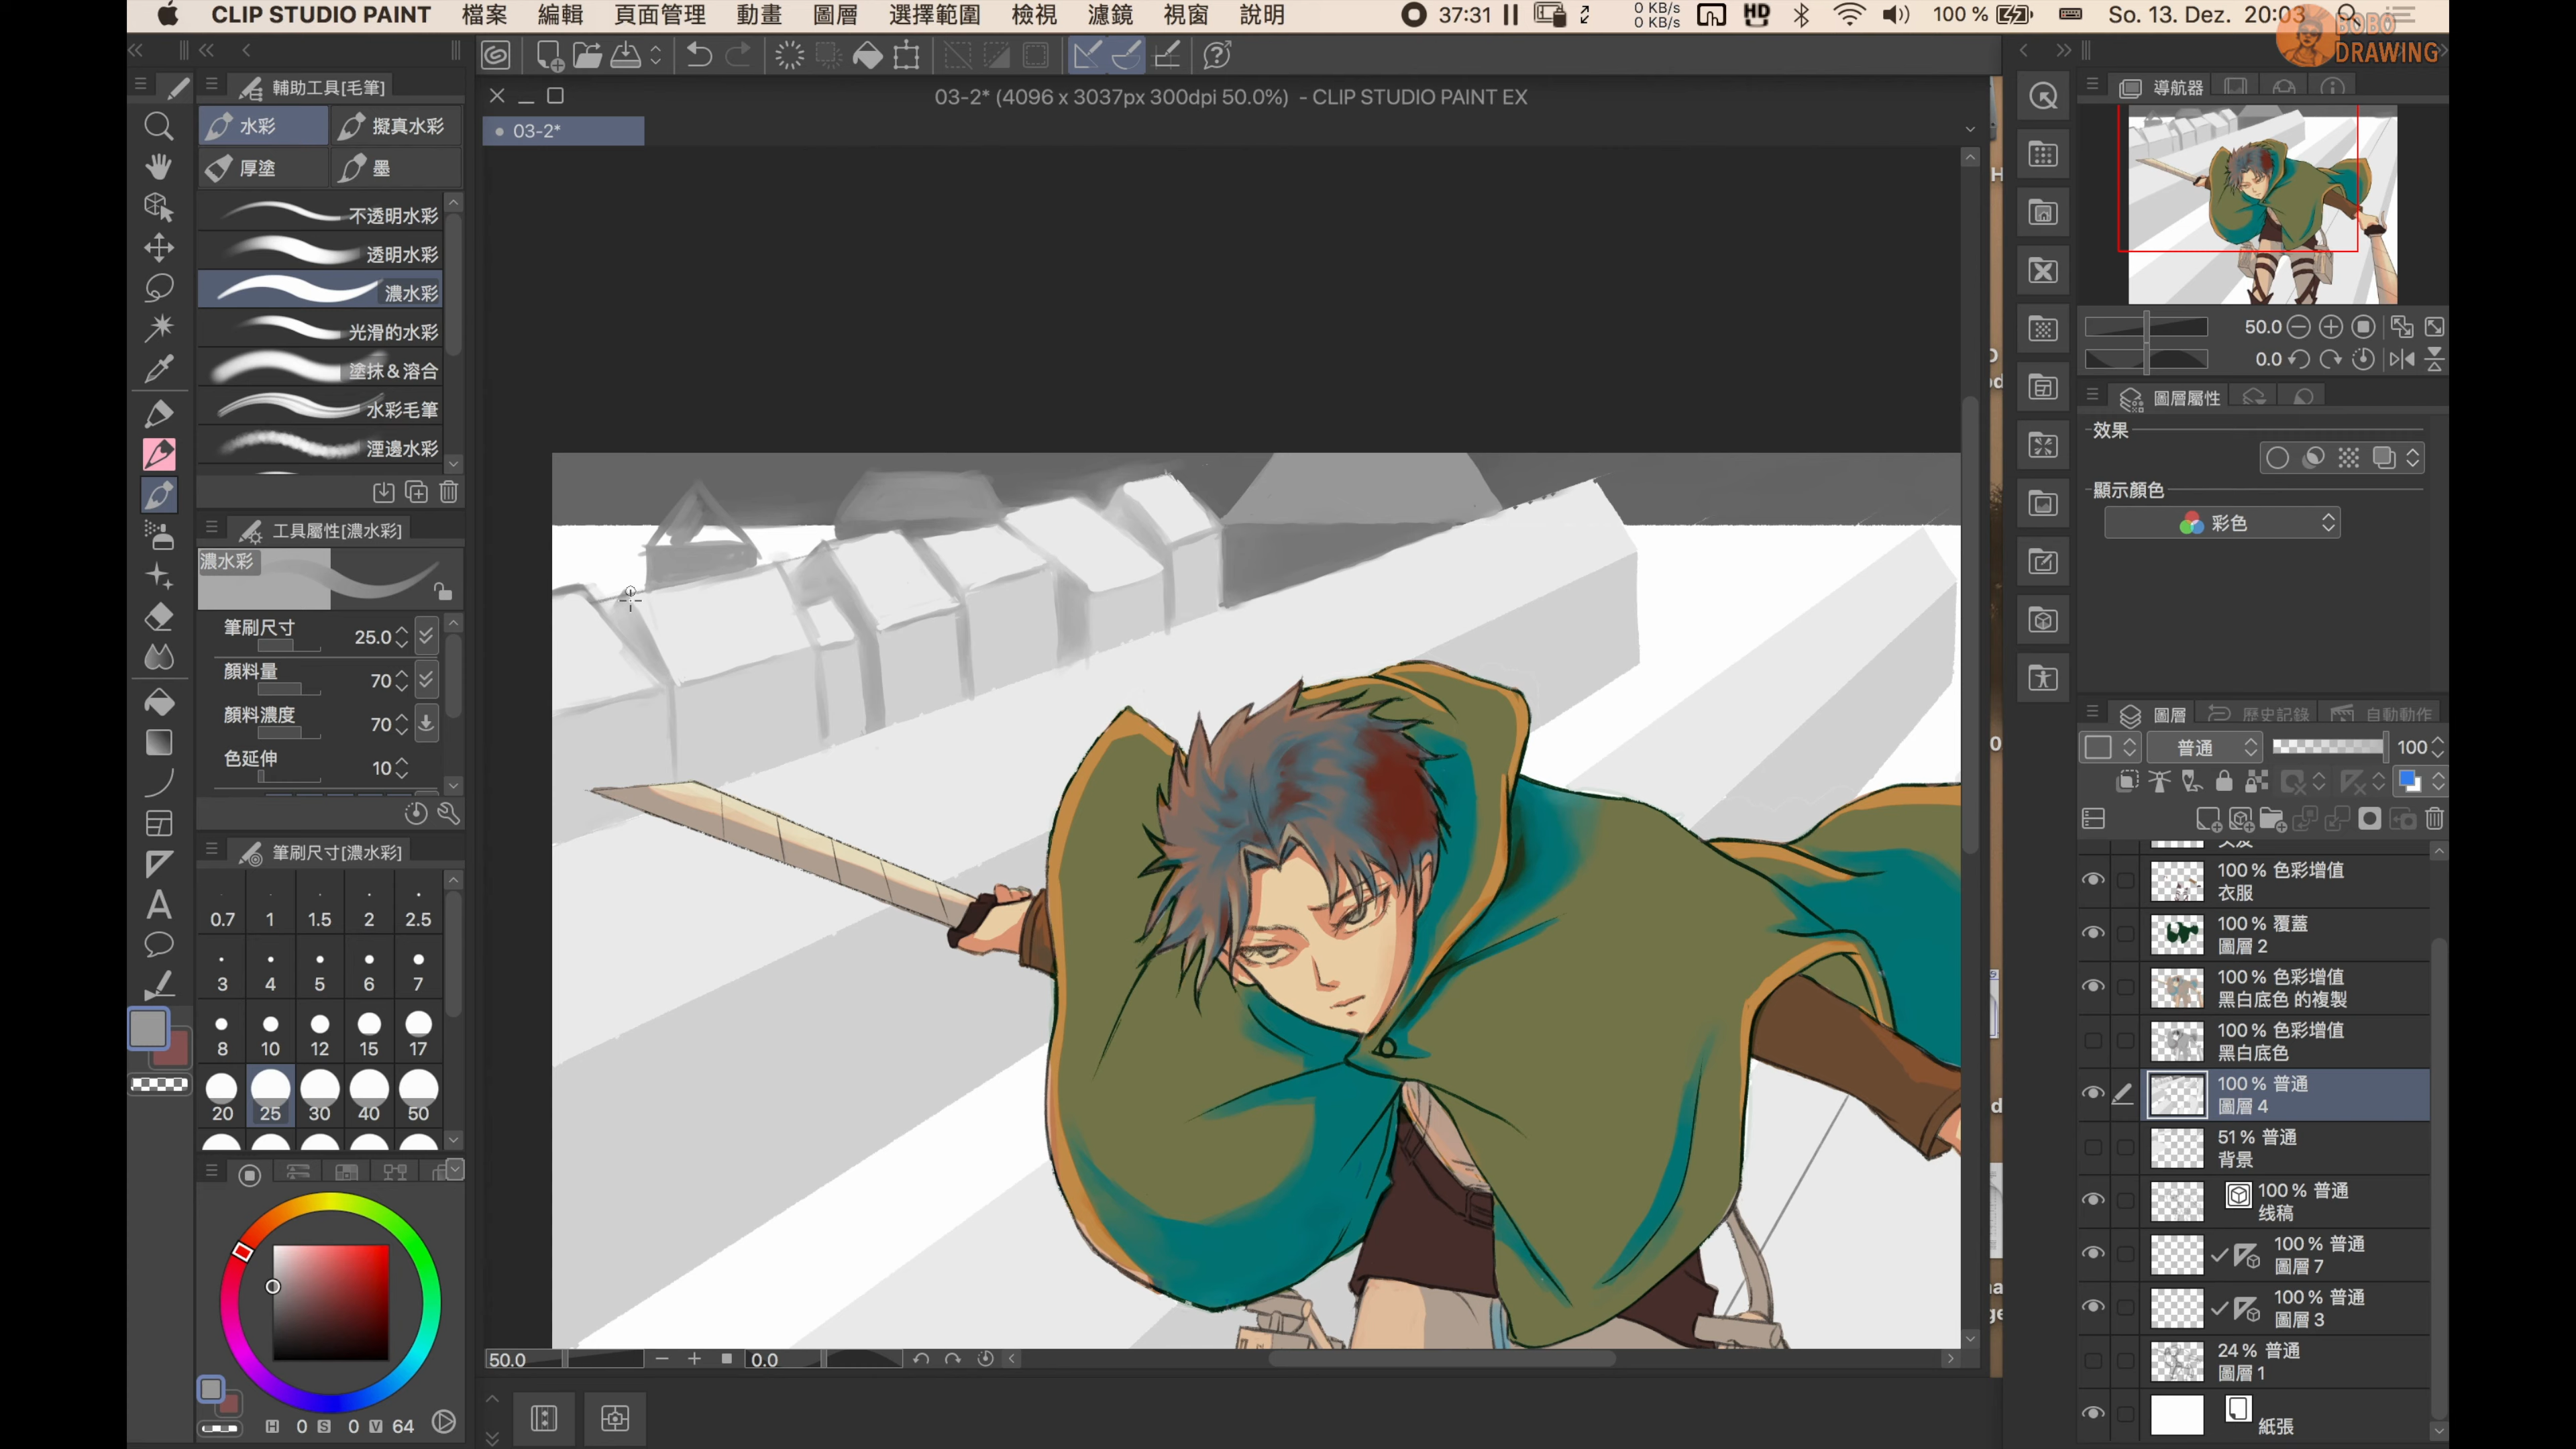 CLIP STUDIO PAINT 檔案 編輯 頁面管理 動畫 圖層 選擇範圍 檢視 濾鏡 視窗 說明
37:31 0 KB/s 0 KB/s HD 100 % So. 13. Dez. 20:03
BOBO DRAWING
輔助工具[毛筆]
水彩 擬真水彩
厚塗 墨
不透明水彩
透明水彩
濃水彩
光滑的水彩
塗抹＆溶合
水彩毛筆
溼邊水彩
工具屬性[濃水彩]
濃水彩
筆刷尺寸 25.0
顏料量 70
顏料濃度 70
色延伸 10
筆刷尺寸[濃水彩]
0.7 1 1.5 2 2.5
3 4 5 6 7
8 10 12 15 17
20 25 30 40 50
H 0 S 0 V 64
03-2* (4096 x 3037px 300dpi 50.0%) - CLIP STUDIO PAINT EX
03-2*
50.0 0.0
導航器
50.0
0.0
圖層屬性
效果
顯示顏色
彩色
圖層 歷史記錄 自動動作
普通 100
100 % 色彩增值
衣服
100 % 覆蓋
圖層 2
100 % 色彩增值
黑白底色 的複製
100 % 色彩增值
黑白底色
100 % 普通
圖層 4
51 % 普通
背景
100 % 普通
线稿
100 % 普通
圖層 7
100 % 普通
圖層 3
24 % 普通
圖層 1
紙張